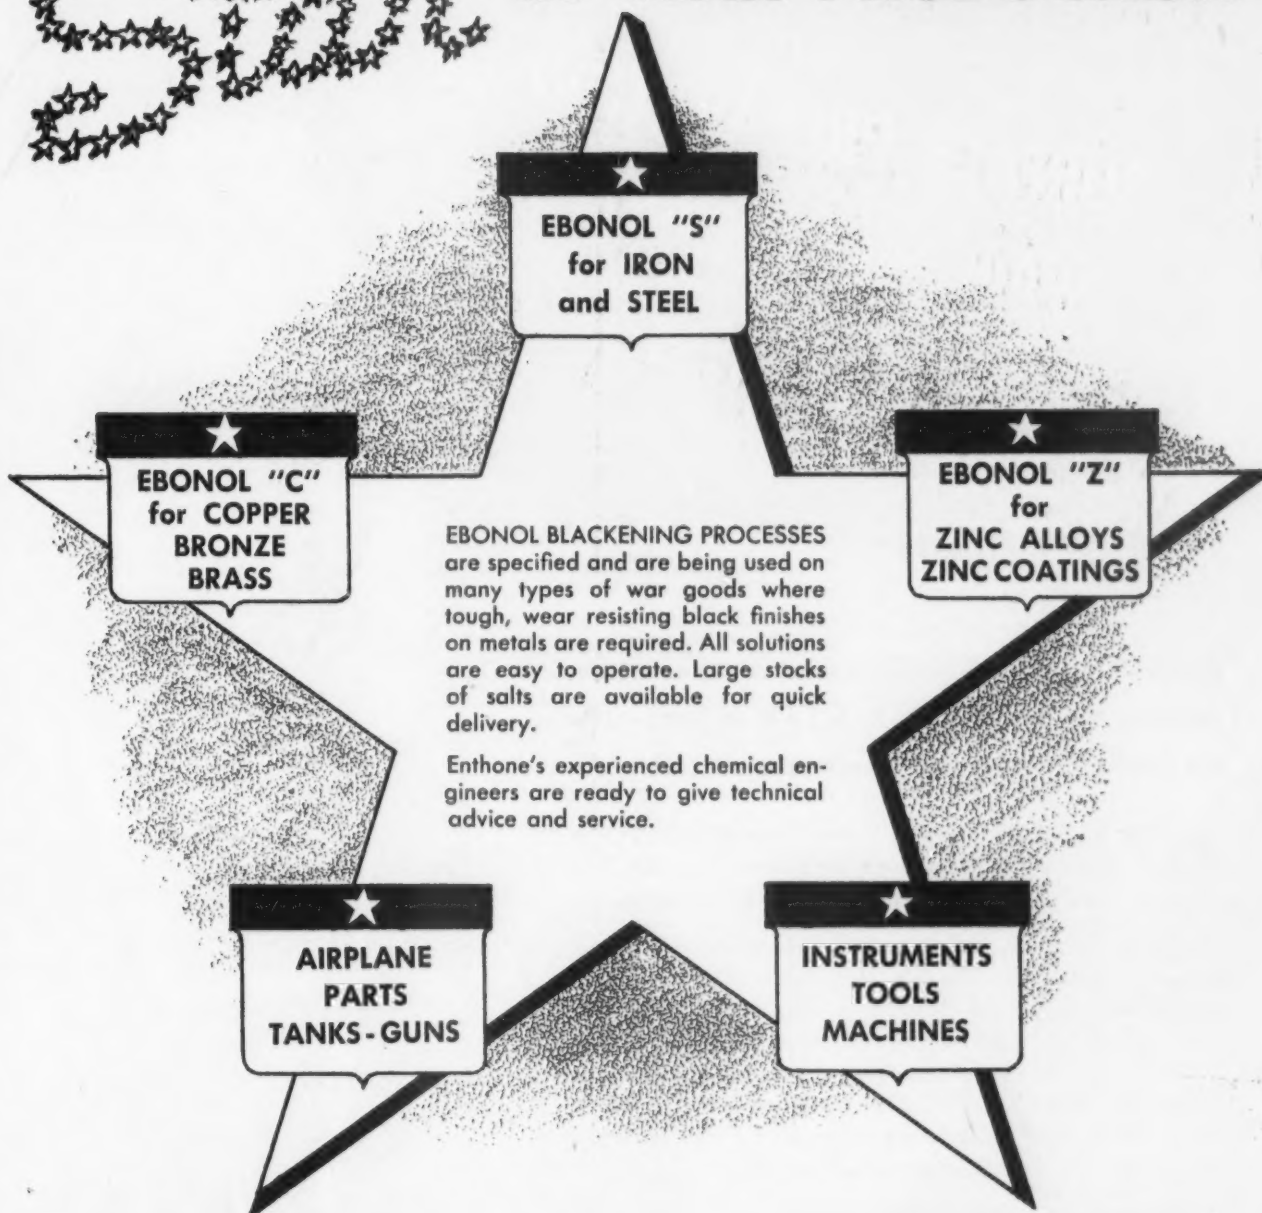 EBONOL "S"
for IRON
and STEEL
EBONOL "C"
for COPPER
BRONZE
BRASS
EBONOL "Z"
for
ZINC ALLOYS
ZINC COATINGS
EBONOL BLACKENING PROCESSES
are specified and are being used on
many types of war goods where
tough, wear resisting black finishes
on metals are required. All solutions
are easy to operate. Large stocks
of salts are available for quick
delivery.
Enthone's experienced chemical en-
gineers are ready to give technical
advice and service.
AIRPLANE
PARTS
TANKS-GUNS
INSTRUMENTS
TOOLS
MACHINES